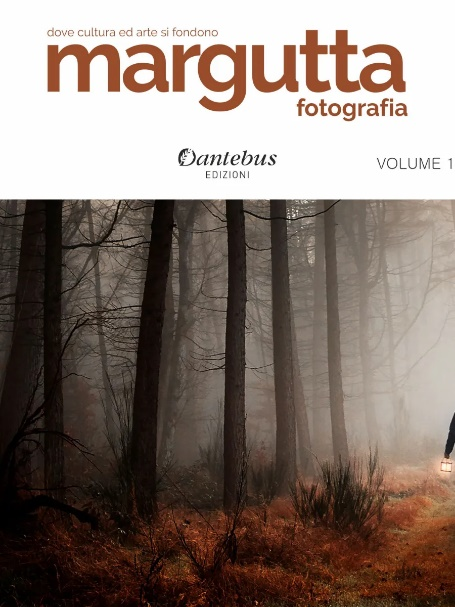 dove cultura ed arte si fondono
margutta
fotografia
Dantebus
EDIZIONI
VOLUME 1